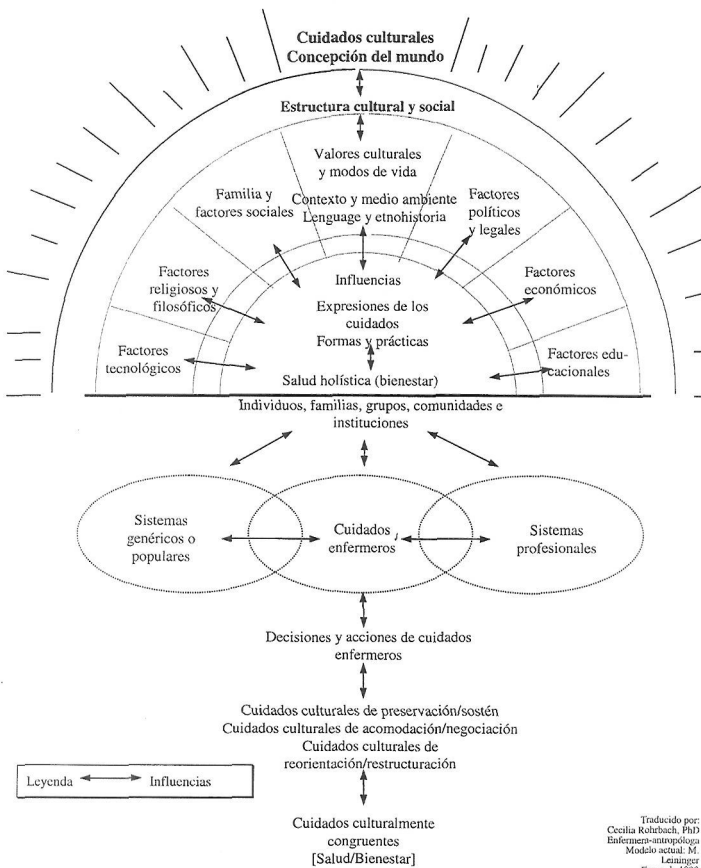 Cuidados culturales
Concepción del mundo
Estructura cultural y social
Valores culturales
y modos de vida
Familia y
factores sociales
Contexto y medio ambiente
Lenguage y etnohistoria
Factores
políticos
y legales
Factores
religiosos y
filosóficos
Influencias
Factores
económicos
Expresiones de los
cuidados
Formas y prácticas
Factores
tecnológicos
Factores edu-
cacionales
Salud holística (bienestar)
Individuos, familias, grupos, comunidades e
instituciones
Sistemas
genéricos o
populares
Cuidados
enfermeros
Sistemas
profesionales
Decisiones y acciones de cuidados
enfermeros
Cuidados culturales de preservación/sostén
Cuidados culturales de acomodación/negociación
Cuidados culturales de
reorientación/restructuración
Leyenda Influencias
Cuidados culturalmente
congruentes
[Salud/Bienestar]
Traducido por:
Cecilia Rohrbach, PhD
Enfermera-antropóloga
Modelo actual: M.
Leininger